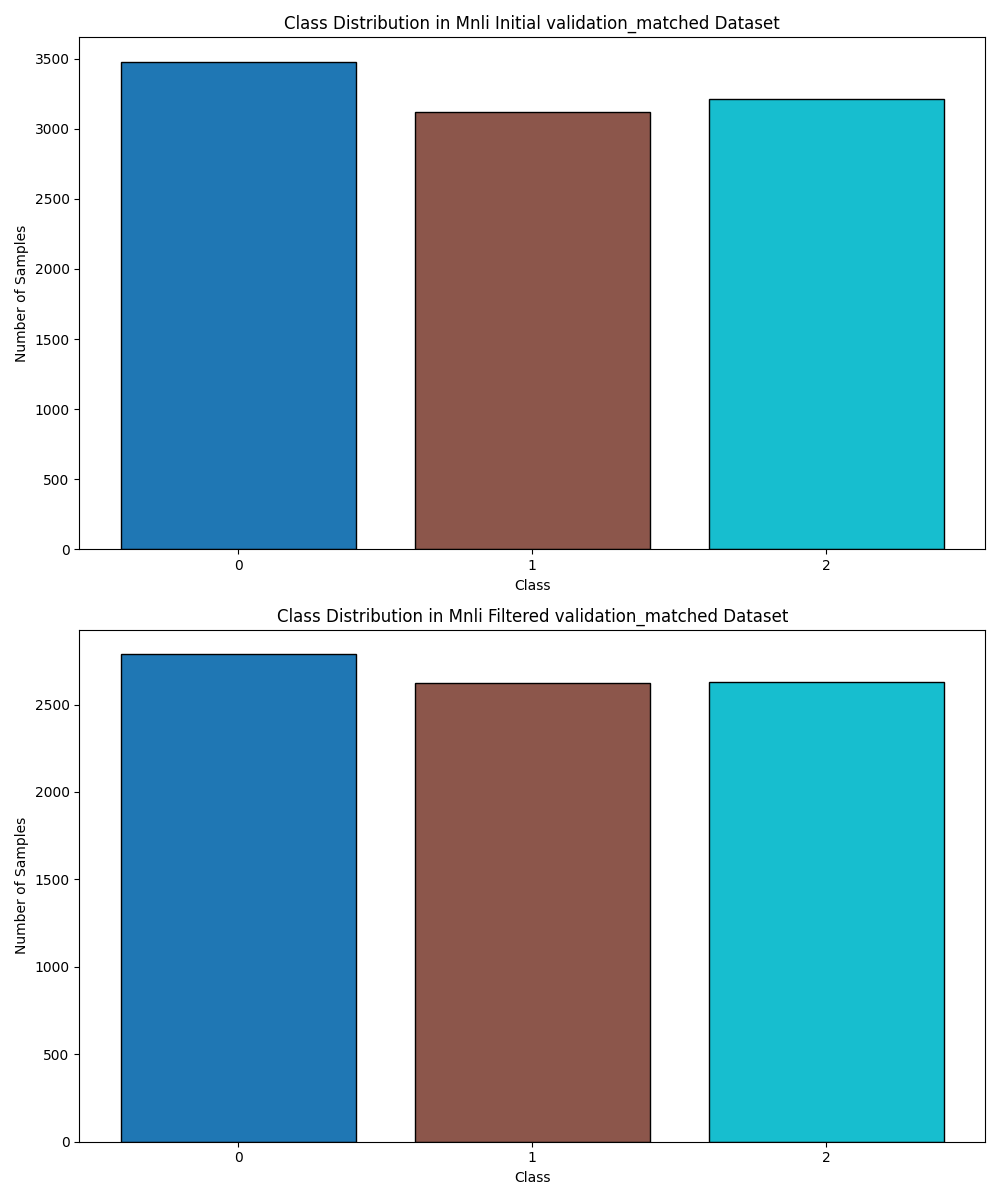 Class Distribution in Mnli Initial validation_matched Dataset
3500
3000
2500
2000
1500
1000
500
0
Number of Samples
0 1 2
Class
Class Distribution in Mnli Filtered validation_matched Dataset
2500
2000
1500
1000
500
0
Number of Samples
0 1 2
Class